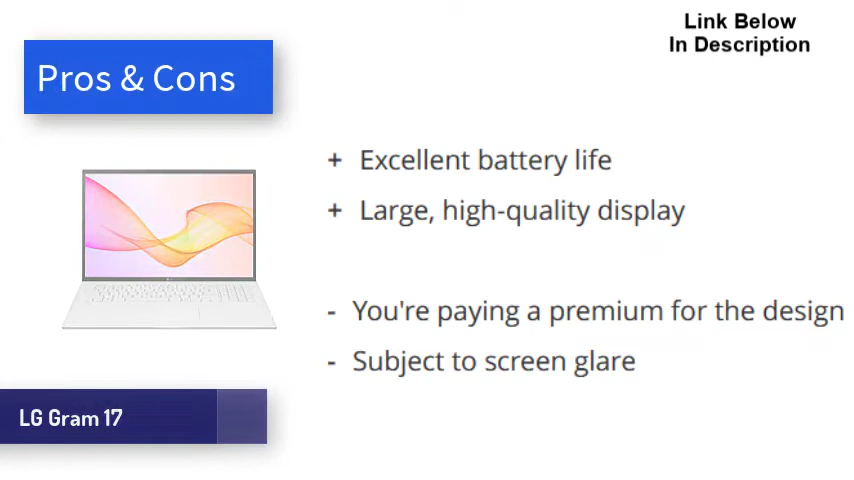 Link Below
In Description
Pros & Cons
+ Excellent battery life
+ Large, high-quality display
- You're paying a premium for the design
- Subject to screen glare
LG Gram 17